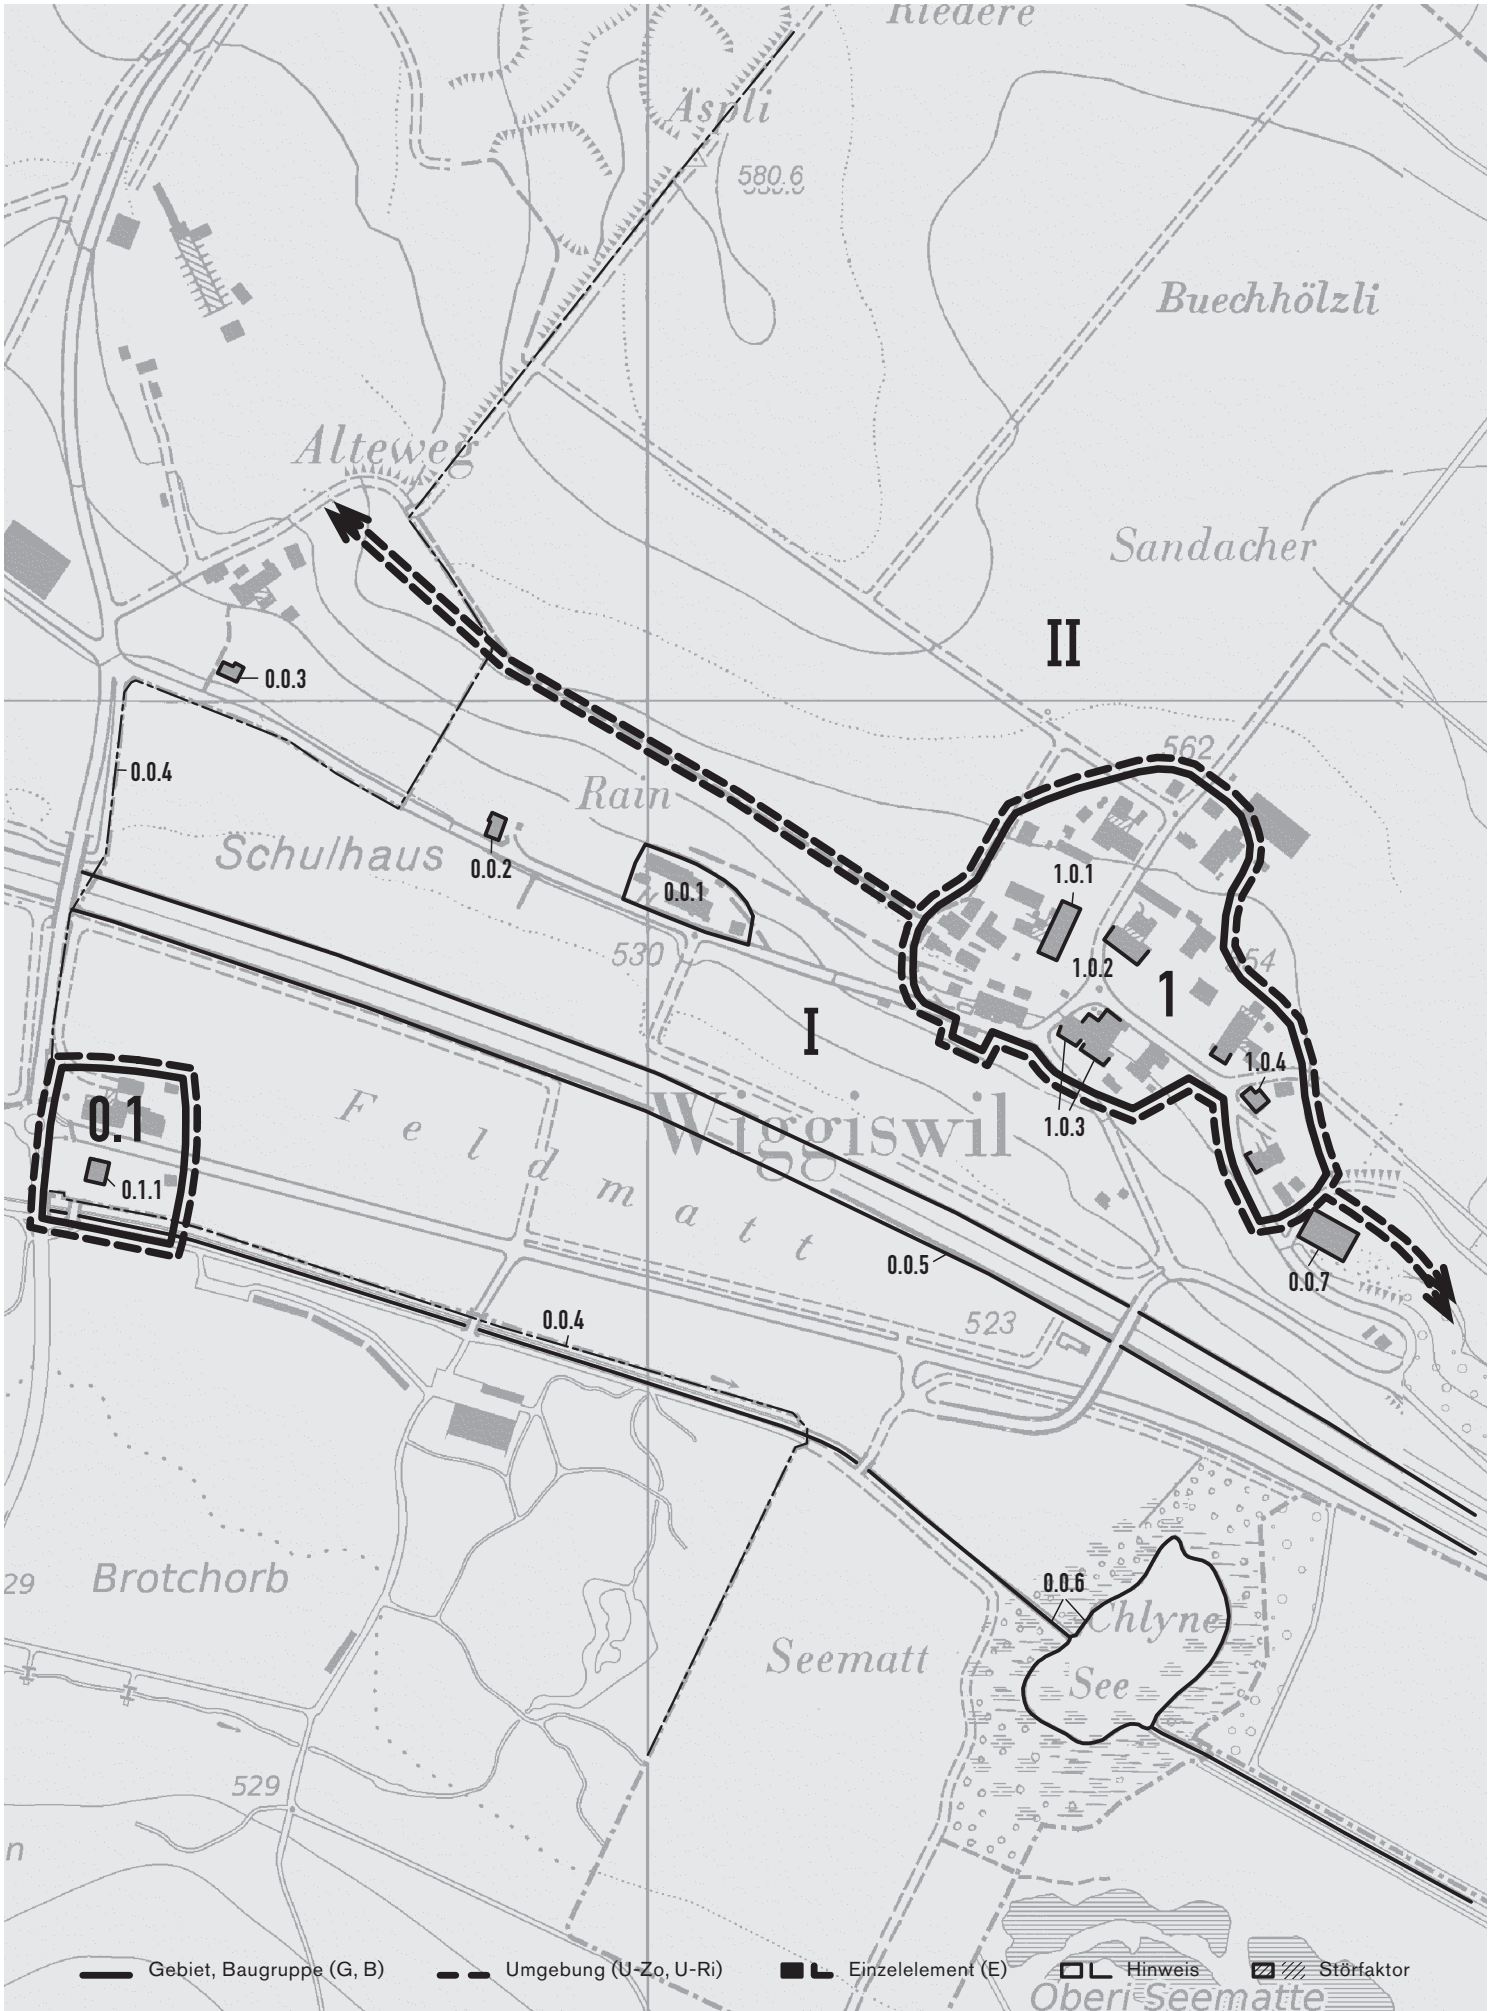 Riedere
Äspli
580.6
Buechhölzli
Alteweg
Sandacher
II
0.0.3
562
0.0.4
Rain
Schulhaus
0.0.2
0.0.1
1.0.1
530
1.0.2
554
1
I
1.0.4
0.1
Feldmatt
Wiggiswil
1.0.3
0.1.1
0.0.5
0.0.7
0.0.4
523
29
Brotchorb
0.0.6
Chlyne
See
Seematt
529
n
Gebiet, Baugruppe (G, B)
Umgebung (U-Zo, U-Ri)
Einzelelement (E)
Hinweis
Störfaktor
Oberi Seematte